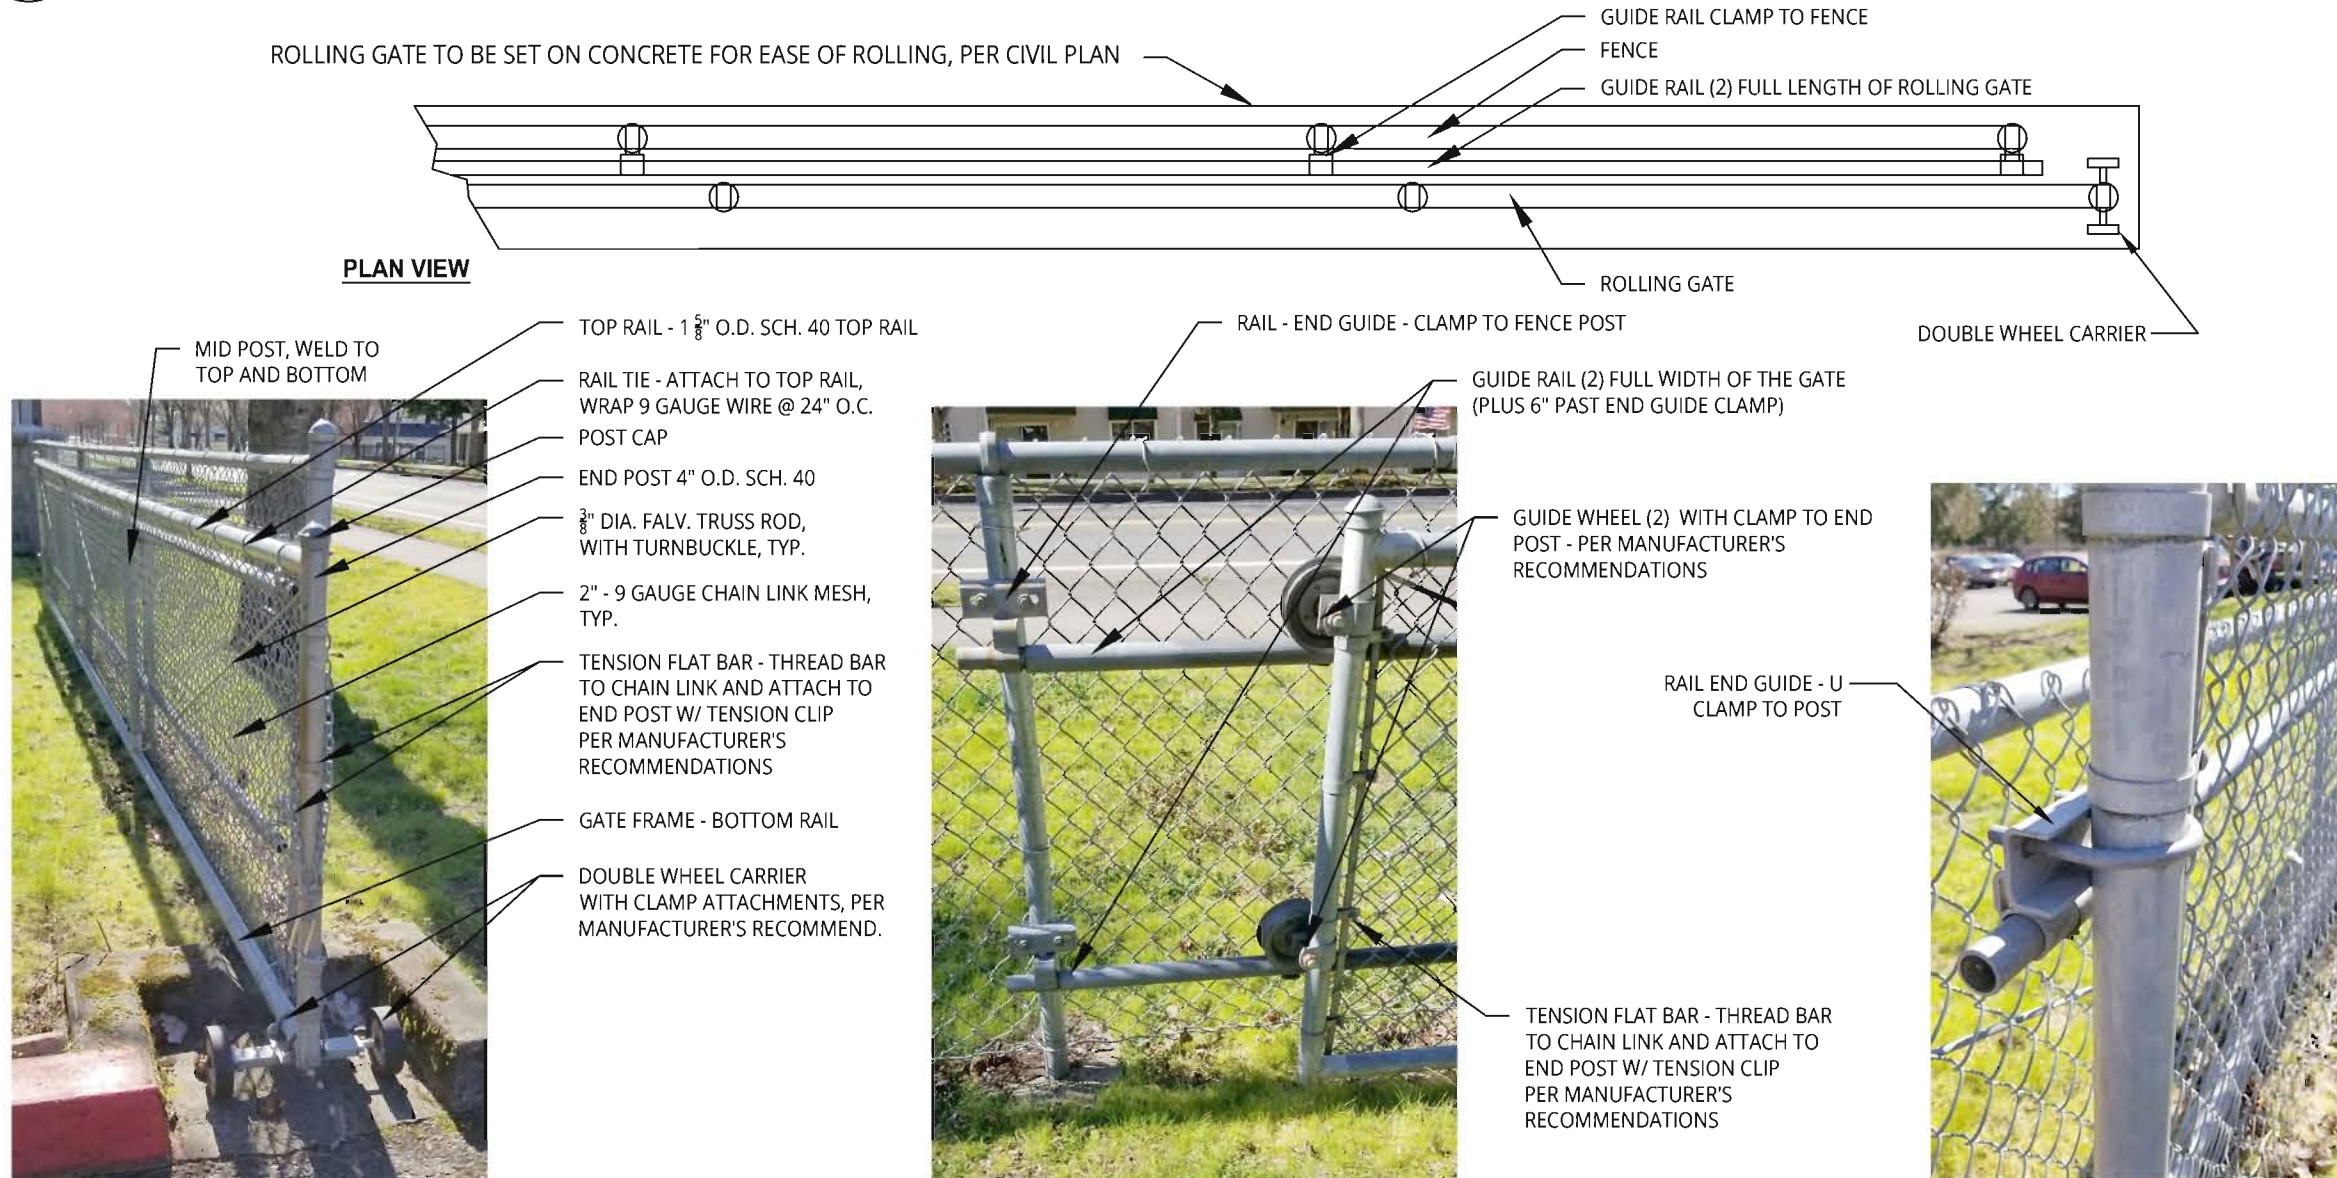 ROLLING GATE TO BE SET ON CONCRETE FOR EASE OF ROLLING, PER CIVIL PLAN
GUIDE RAIL CLAMP TO FENCE
FENCE
GUIDE RAIL (2) FULL LENGTH OF ROLLING GATE
PLAN VIEW
ROLLING GATE
DOUBLE WHEEL CARRIER
MID POST, WELD TO
TOP AND BOTTOM
TOP RAIL - 1 5/8" O.D. SCH. 40 TOP RAIL
RAIL TIE - ATTACH TO TOP RAIL,
WRAP 9 GAUGE WIRE @ 24" O.C.
POST CAP
END POST 4" O.D. SCH. 40
3/8" DIA. FALV. TRUSS ROD,
WITH TURNBUCKLE, TYP.
2" - 9 GAUGE CHAIN LINK MESH,
TYP.
TENSION FLAT BAR - THREAD BAR
TO CHAIN LINK AND ATTACH TO
END POST W/ TENSION CLIP
PER MANUFACTURER'S
RECOMMENDATIONS
GATE FRAME - BOTTOM RAIL
DOUBLE WHEEL CARRIER
WITH CLAMP ATTACHMENTS, PER
MANUFACTURER'S RECOMMEND.
RAIL - END GUIDE - CLAMP TO FENCE POST
GUIDE RAIL (2) FULL WIDTH OF THE GATE
(PLUS 6" PAST END GUIDE CLAMP)
GUIDE WHEEL (2) WITH CLAMP TO END
POST - PER MANUFACTURER'S
RECOMMENDATIONS
TENSION FLAT BAR - THREAD BAR
TO CHAIN LINK AND ATTACH TO
END POST W/ TENSION CLIP
PER MANUFACTURER'S
RECOMMENDATIONS
RAIL END GUIDE - U
CLAMP TO POST